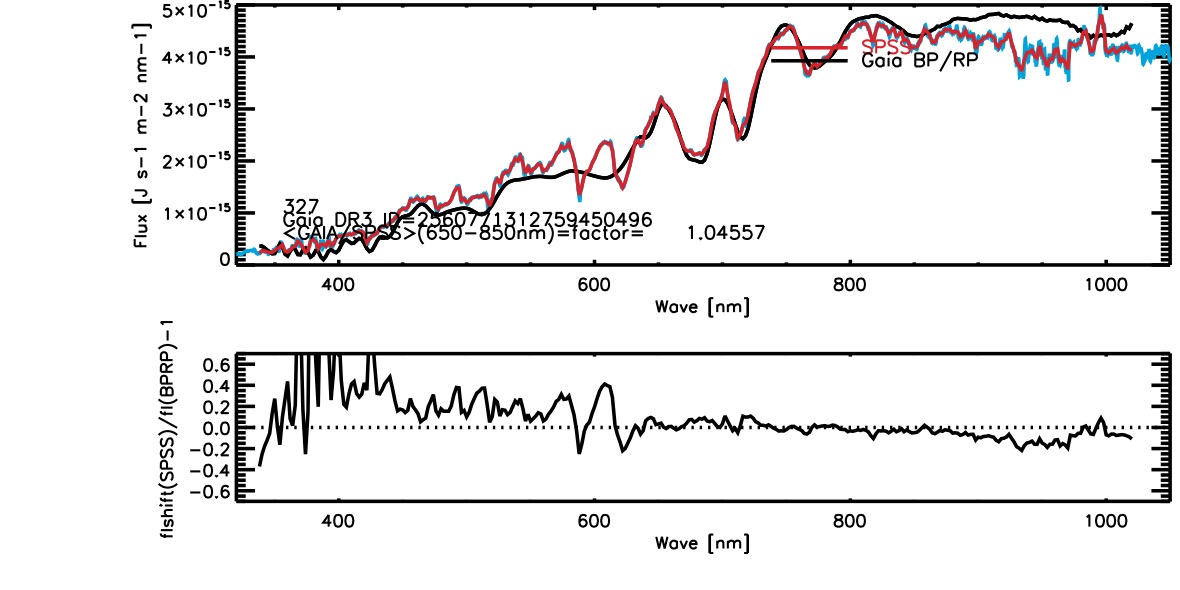 5×10−15
4×10−15
3×10−15
2×10−15
1×10−15
0
Flux [J s−1 m−2 nm−1]
SPSS
Gaia BP/RP
327
Gaia DR3 ID=2560771312759450496
<GAIA/SPSS>(650−850nm)=factor= 1.04557
400 600 800 1000
Wave [nm]
flshift(SPSS)/fl(BPRP)−1
0.6
0.4
0.2
0.0
−0.2
−0.4
−0.6
400 600 800 1000
Wave [nm]